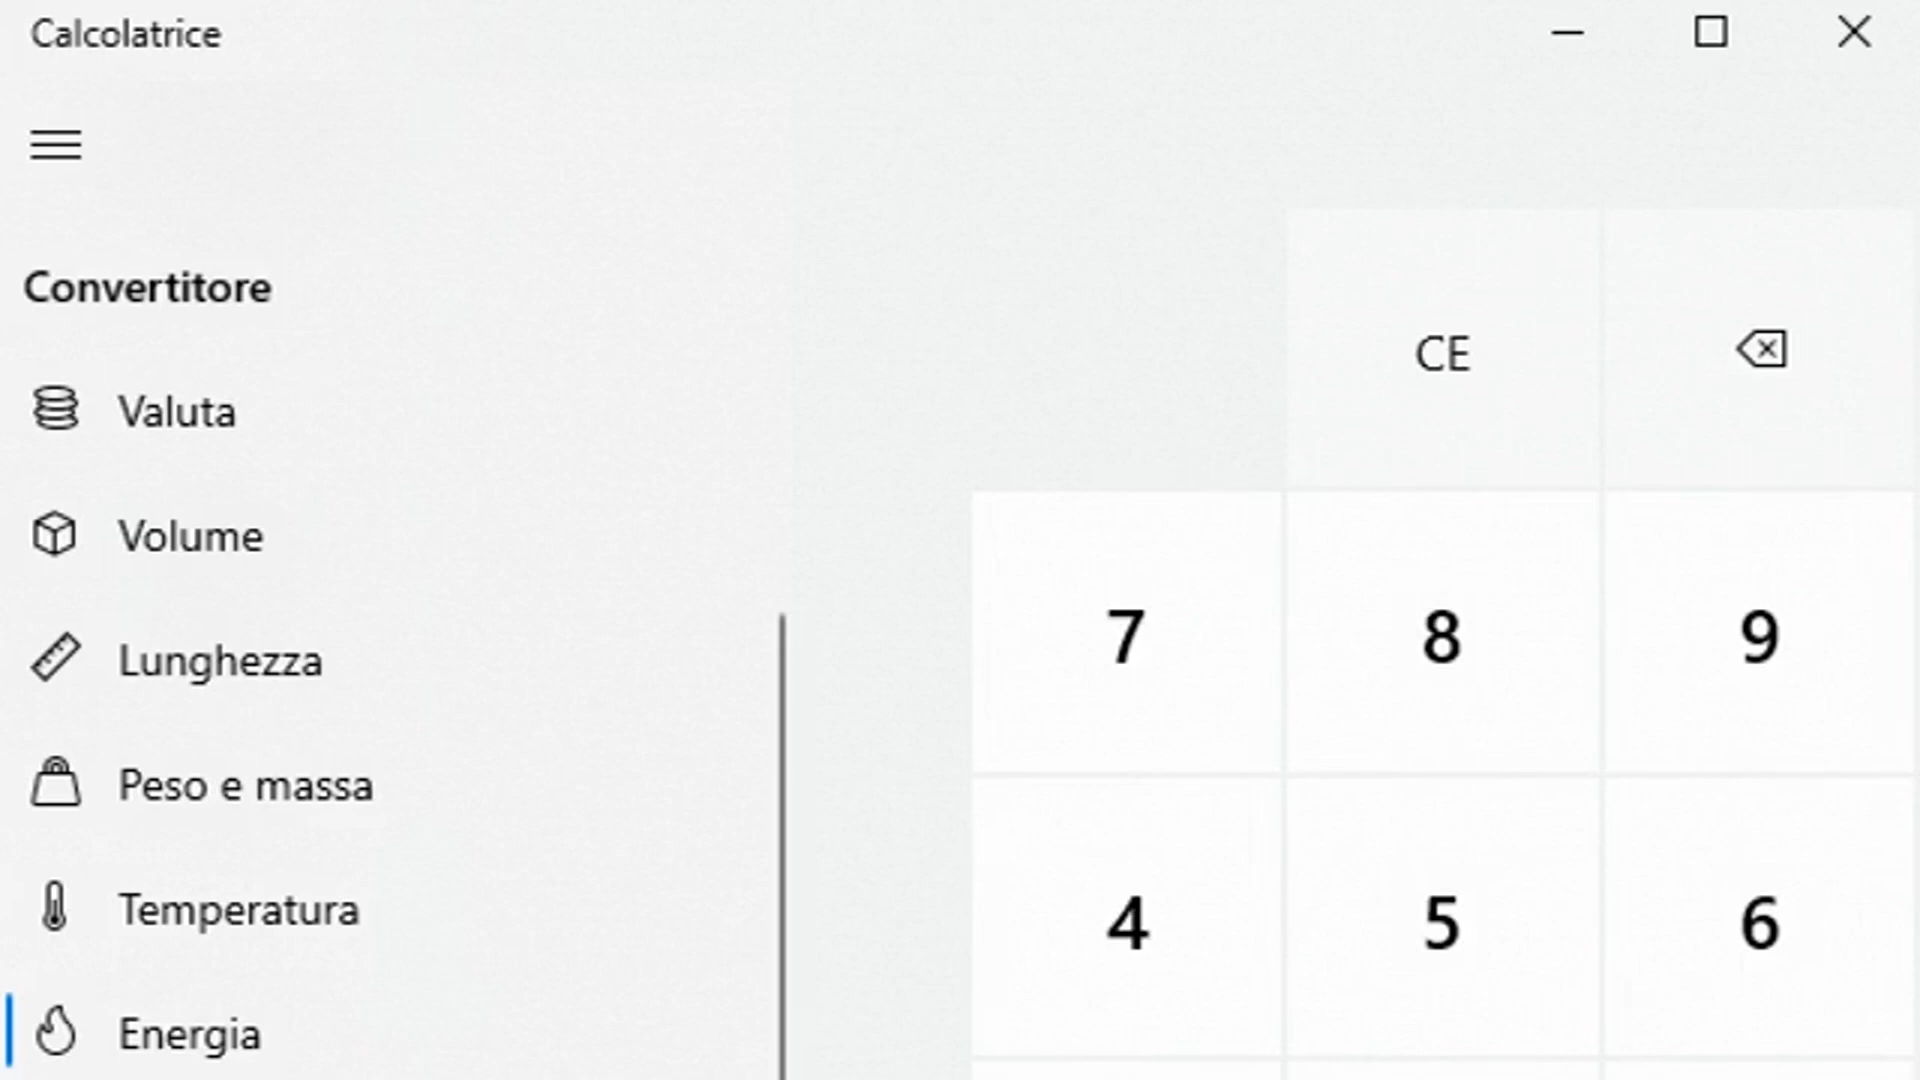 Calcolatrice
Convertitore
Valuta
Volume
Lunghezza
Peso e massa
Temperatura
Energia
CE
7 8 9
4 5 6